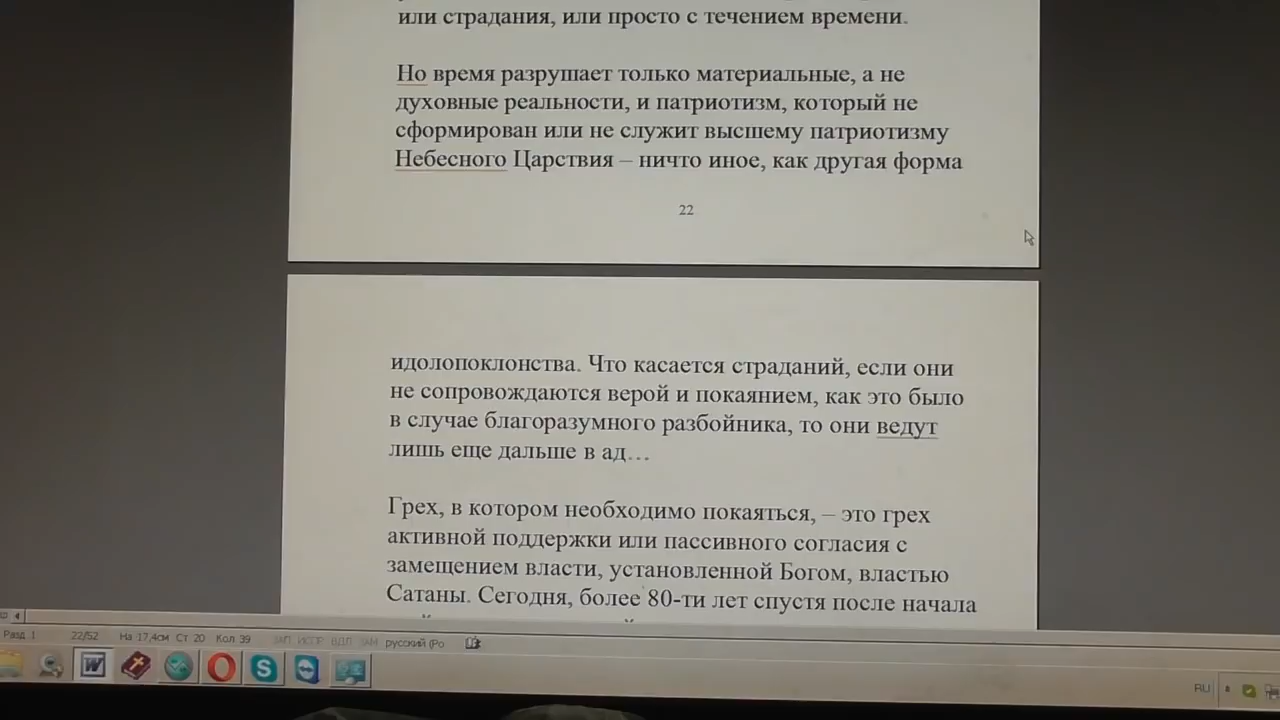 или страдания, или просто с течением времени.
Но время разрушает только материальные, а не
духовные реальности, и патриотизм, который не
сформирован или не служит высшему патриотизму
Небесного Царствия – ничто иное, как другая форма
22
идолопоклонства. Что касается страданий, если они
не сопровождаются верой и покаянием, как это было
в случае благоразумного разбойника, то они ведут
лишь еще дальше в ад…
Грех, в котором необходимо покаяться, – это грех
активной поддержки или пассивного согласия с
замещением власти, установленной Богом, властью
Сатаны. Сегодня, более 80-ти лет спустя после начала
Разд 1 22/52 На 17,4см Ст 20 Кол 39 ЗАП ИСПР ВДЛ ЗАМ русский (Ро
RU